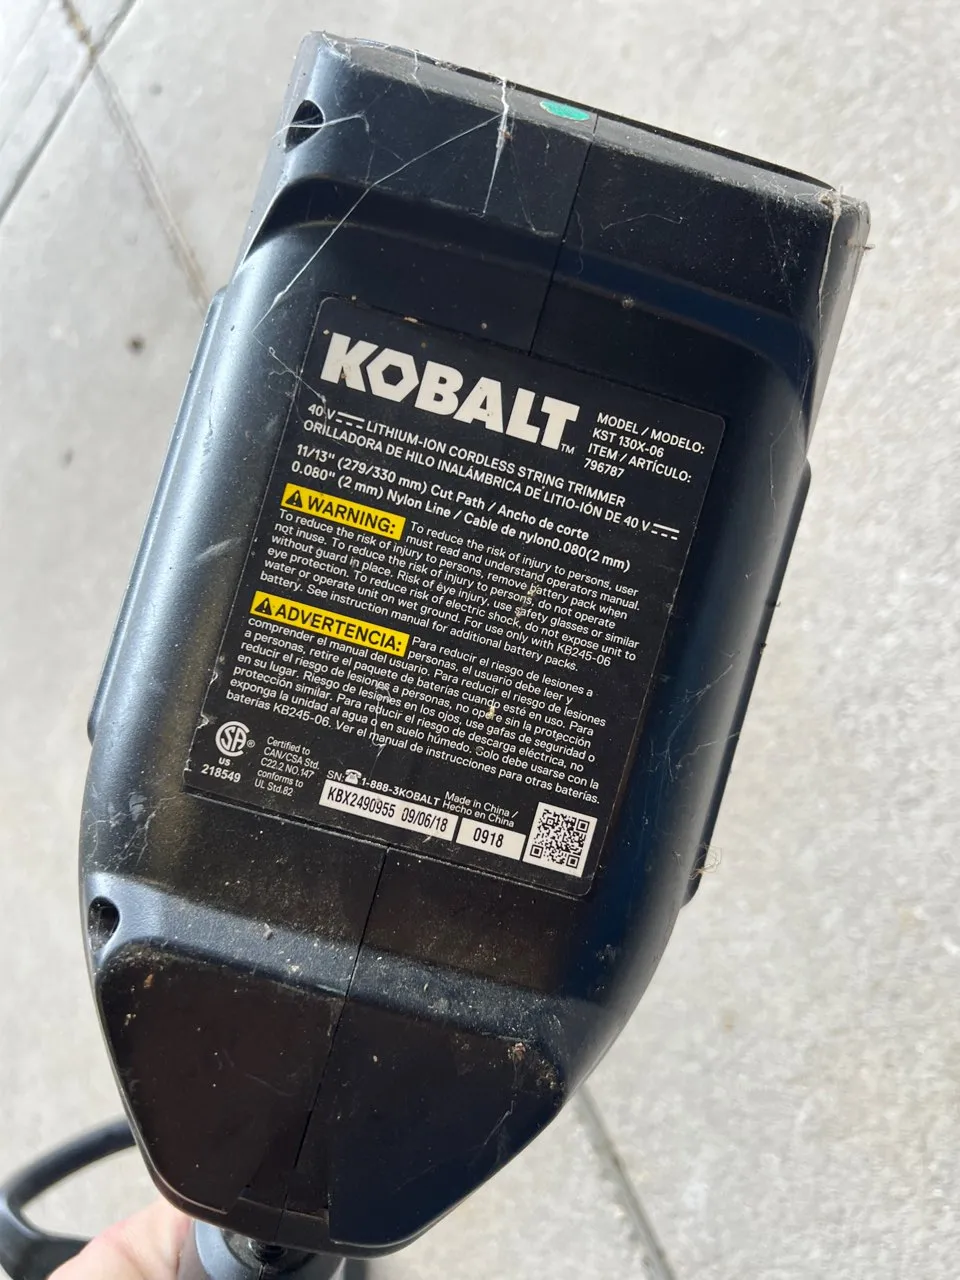 KOBALT™
MODEL / MODELO:
KST 130X-06
ITEM / ARTÍCULO:
796787
40 V LITHIUM-ION CORDLESS STRING TRIMMER
ORILLADORA DE HILO INALÁMBRICA DE LITIO-IÓN DE 40 V
11/13" (279/330 mm) Cut Path / Ancho de corte
0.080" (2 mm) Nylon Line / Cable de nylon0.080(2 mm)
WARNING: To reduce the risk of injury to persons, user
must read and understand operators manual.
To reduce the risk of injury to persons, remove battery pack when
not inuse. To reduce the risk of injury to persons, do not operate
without guard in place. Risk of eye injury, use safety glasses or similar
eye protection. To reduce risk of electric shock, do not expose unit to
water or operate unit on wet ground. For use only with KB245-06
battery. See instruction manual for additional battery packs.
ADVERTENCIA: Para reducir el riesgo de lesiones a
personas, el usuario debe leer y
comprender el manual del usuario. Para reducir el riesgo de lesiones
a personas, retire el paquete de baterías cuando esté en uso. Para
reducir el riesgo de lesiones a personas, no opere sin la protección
en su lugar. Riesgo de lesiones en los ojos, use gafas de seguridad o
protección similar. Para reducir el riesgo de descarga eléctrica, no
exponga la unidad al agua o en suelo húmedo. Solo debe usarse con la
baterías KB245-06. Ver el manual de instrucciones para otras baterías.
SA®
US
218549
Certified to
CAN/CSA Std.
C22.2 NO.147
conforms to
UL Std.82
SN: ☎1-888-3KOBALT
Made in China /
Hecho en China
KBX2490955 09/06/18
0918